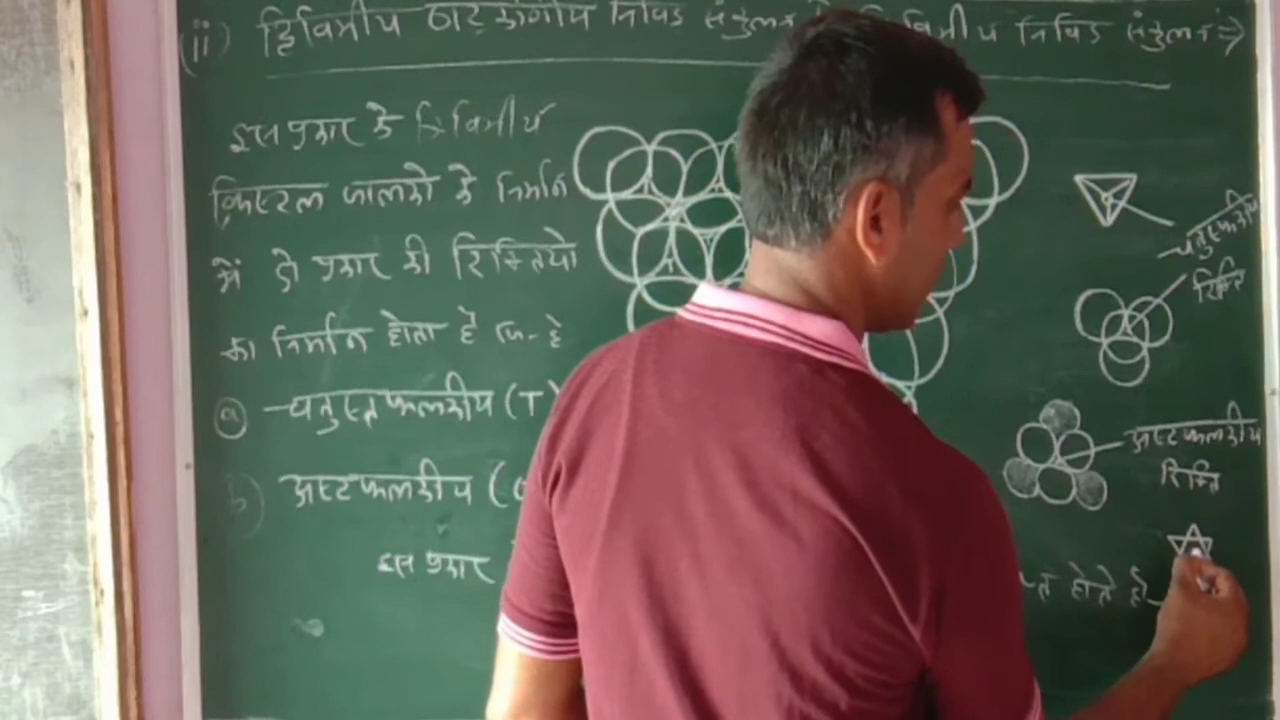 (ii) द्विविमीय षट्कोणीय निविड संकुलन से त्रिविमीय निविड संकुलन ⇒
इस प्रकार के त्रिविमीय
क्रिस्टल जालको के निर्माण
में दो प्रकार की रिक्तियो
का निर्माण होता है जिन्हे
(a) चतुष्फलकीय (T)
(b) अष्टफलकीय (
इस प्रकार
होते है
चतुष्फलकीय
रिक्ति
अष्टफलकीय
रिक्ति